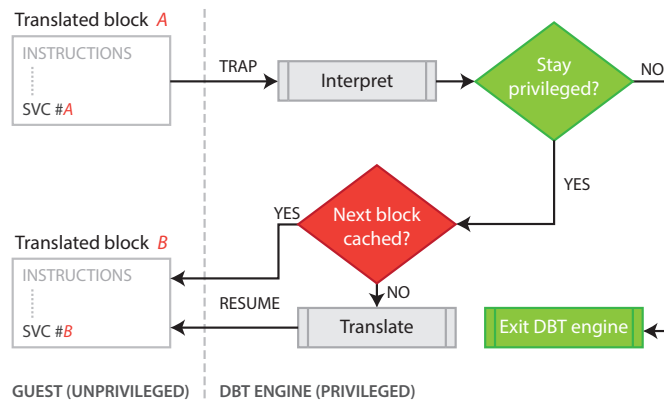 Translated block A
INSTRUCTIONS
SVC #A
TRAP
Interpret
Stay
privileged?
NO
YES
Next block
cached?
YES
NO
Translated block B
INSTRUCTIONS
SVC #B
RESUME
Translate
Exit DBT engine
GUEST (UNPRIVILEGED)
DBT ENGINE (PRIVILEGED)